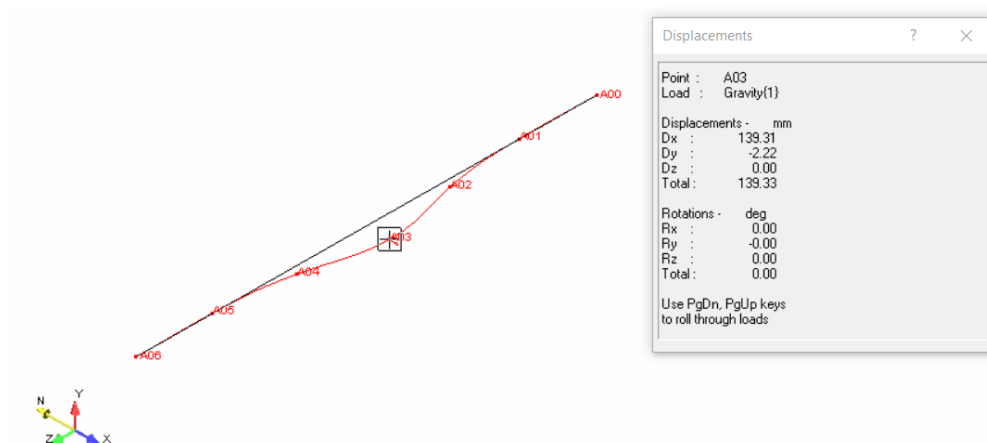 Displacements ? ×
Point : A03
Load : Gravity{1}
Displacements - mm
Dx : 139.31
Dy : -2.22
Dz : 0.00
Total : 139.33
Rotations - deg
Rx : 0.00
Ry : -0.00
Rz : 0.00
Total : 0.00
Use PgDn, PgUp keys
to roll through loads
A00
A01
A02
A03
A04
A05
A06
N
Y
Z X